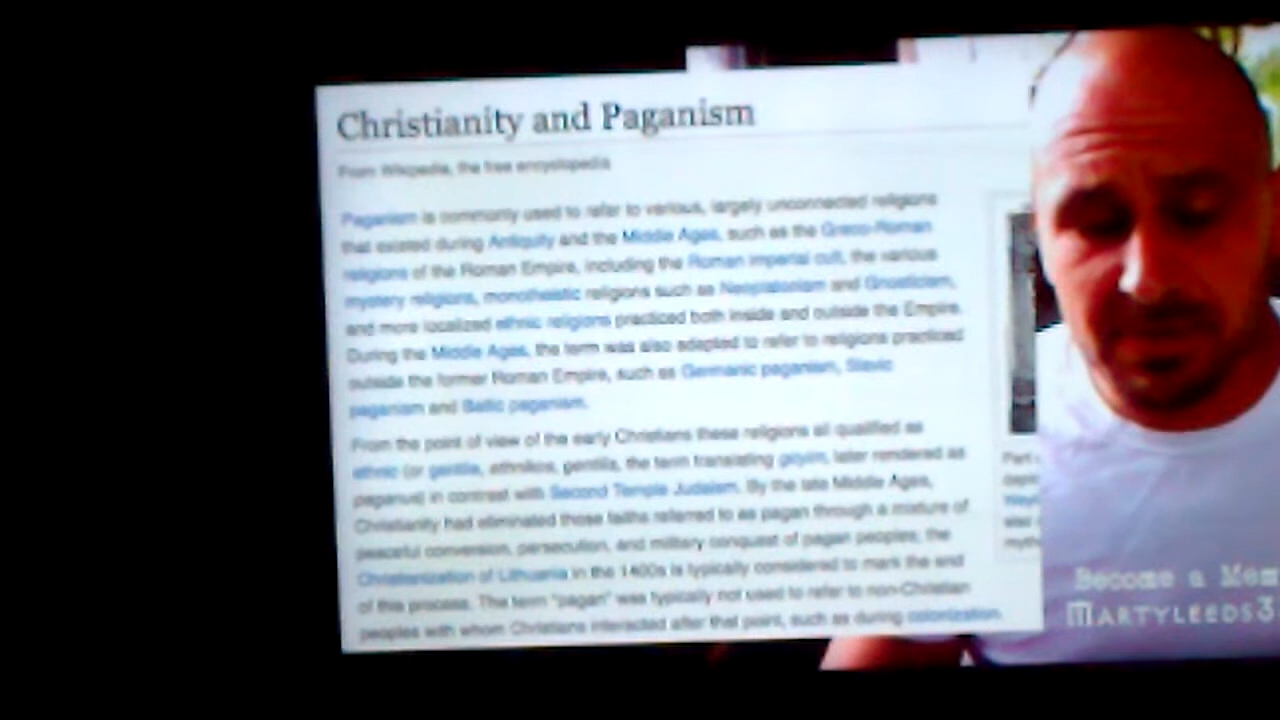 Christianity and Paganism
From Wikipedia, the free encyclopedia
Paganism is commonly used to refer to various, largely unconnected religions
that existed during Antiquity and the Middle Ages, such as the Greco-Roman
religions of the Roman Empire, including the Roman imperial cult, the various
mystery religions, monotheistic religions such as Neoplatonism and Gnosticism,
and more localized ethnic religions practiced both inside and outside the Empire.
During the Middle Ages, the term was also adapted to refer to religions practiced
outside the former Roman Empire, such as Germanic paganism, Slavic
paganism and Baltic paganism.
From the point of view of the early Christians these religions all qualified as
ethnic (or gentile, ethnikos, gentilis, the term translating goyim, later rendered as
paganus) in contrast with Second Temple Judaism. By the late Middle Ages,
Christianity had eliminated those faiths referred to as pagan through a mixture of
peaceful conversion, persecution, and military conquest of pagan peoples; the
Christianization of Lithuania in the 1400s is typically considered to mark the end
of this process. The term "pagan" was typically not used to refer to non-Christian
peoples with whom Christians interacted after that point, such as during colonization.
Part
was
Become a Mem
MARTYLEEDS3